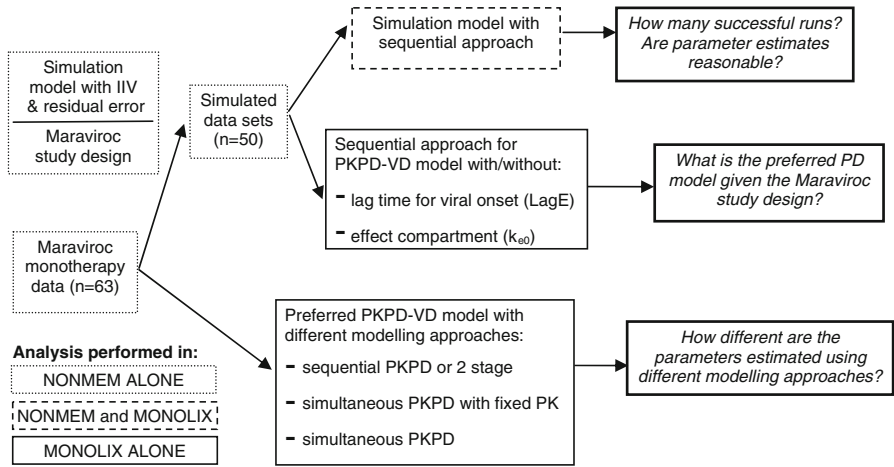 Simulation
model with IIV
& residual error
Maraviroc
study design
Simulated
data sets
(n=50)
Simulation model with
sequential approach
How many successful runs?
Are parameter estimates
reasonable?
Sequential approach for
PKPD-VD model with/without:
- lag time for viral onset (LagE)
- effect compartment (ke0)
What is the preferred PD
model given the Maraviroc
study design?
Maraviroc
monotherapy
data (n=63)
Preferred PKPD-VD model with
different modelling approaches:
- sequential PKPD or 2 stage
- simultaneous PKPD with fixed PK
- simultaneous PKPD
How different are the
parameters estimated using
different modelling approaches?
Analysis performed in:
NONMEM ALONE
NONMEM and MONOLIX
MONOLIX ALONE